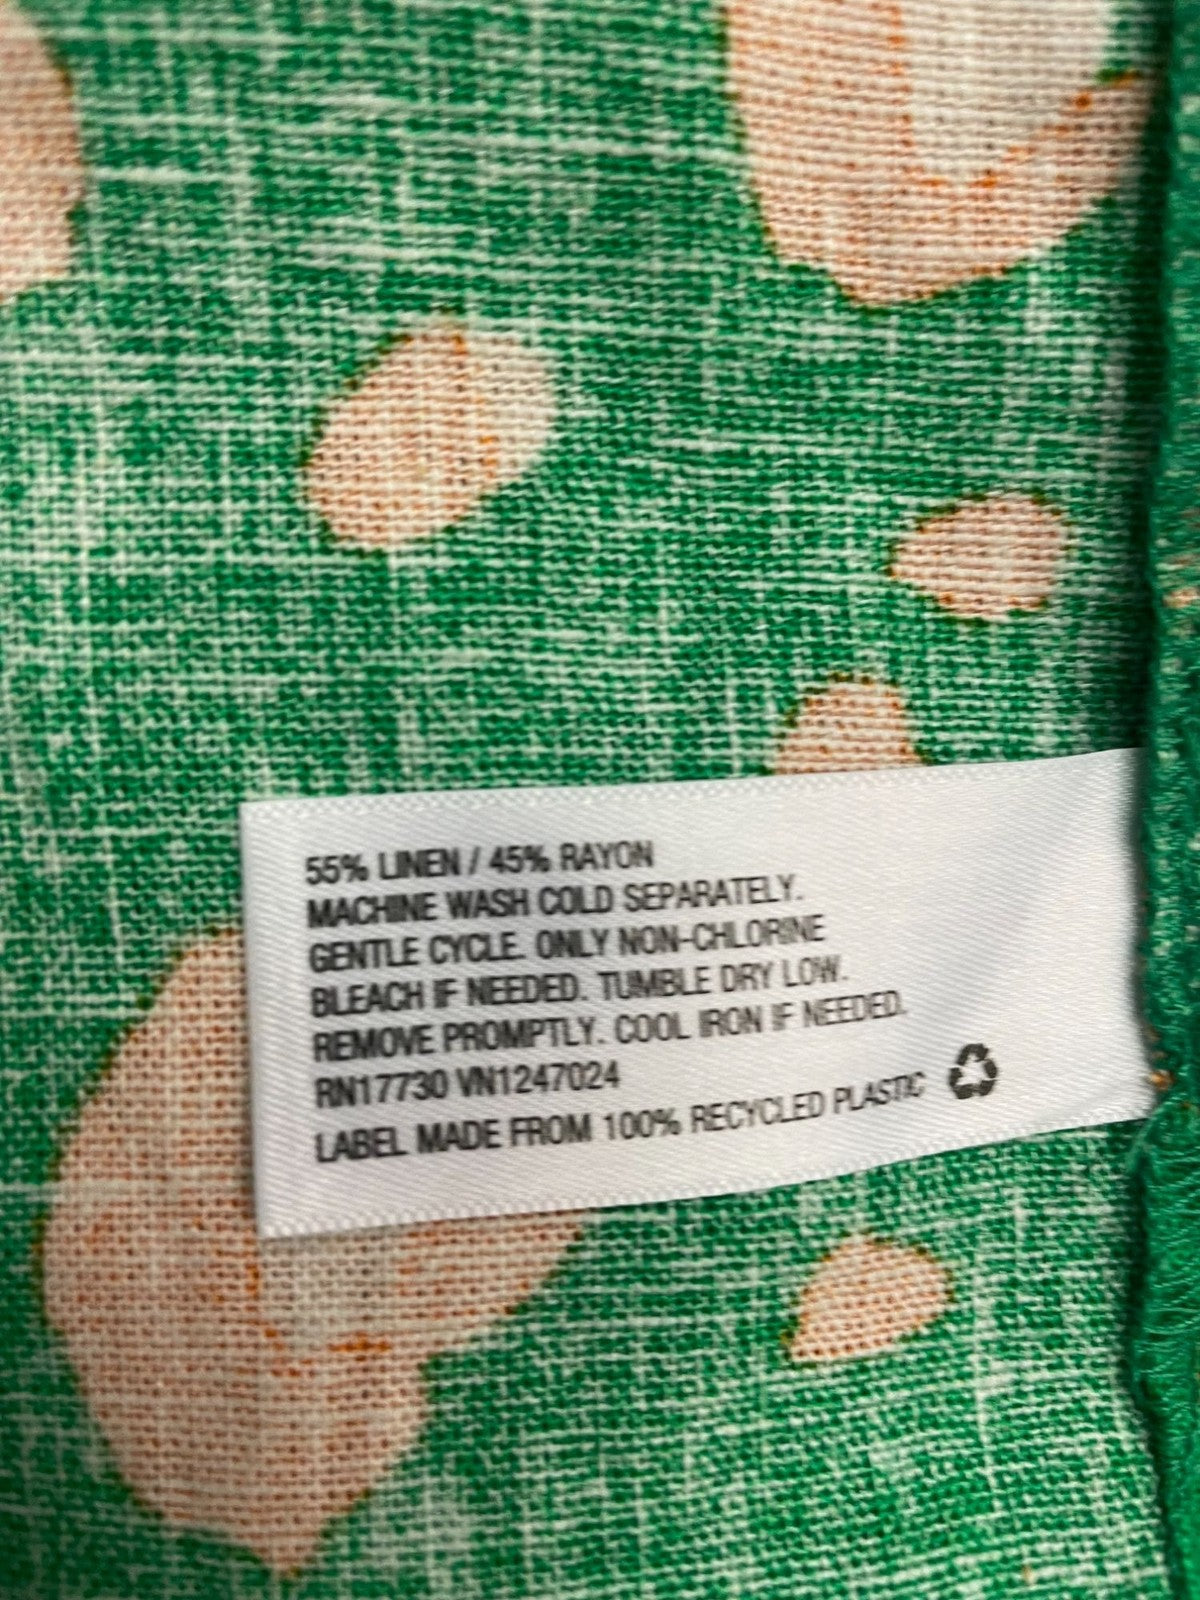 55% LINEN / 45% RAYON
MACHINE WASH COLD SEPARATELY.
GENTLE CYCLE. ONLY NON-CHLORINE
BLEACH IF NEEDED. TUMBLE DRY LOW.
REMOVE PROMPTLY. COOL IRON IF NEEDED.
RN17730 VN1247024
LABEL MADE FROM 100% RECYCLED PLASTIC